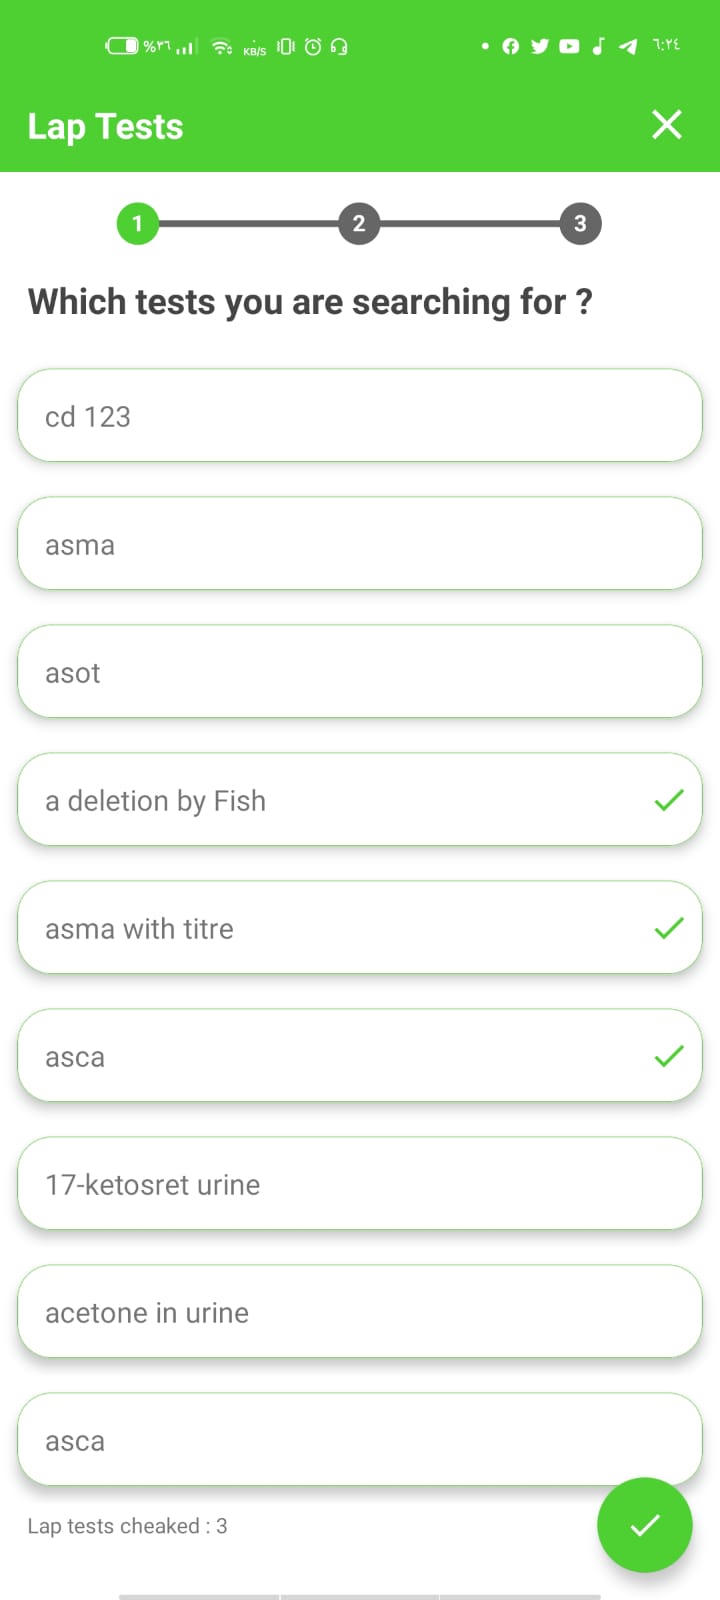 %٣٦ KB/S ٦:٢٤
Lap Tests
1 2 3
Which tests you are searching for ?
cd 123
asma
asot
a deletion by Fish
asma with titre
asca
17-ketosret urine
acetone in urine
asca
Lap tests cheaked : 3